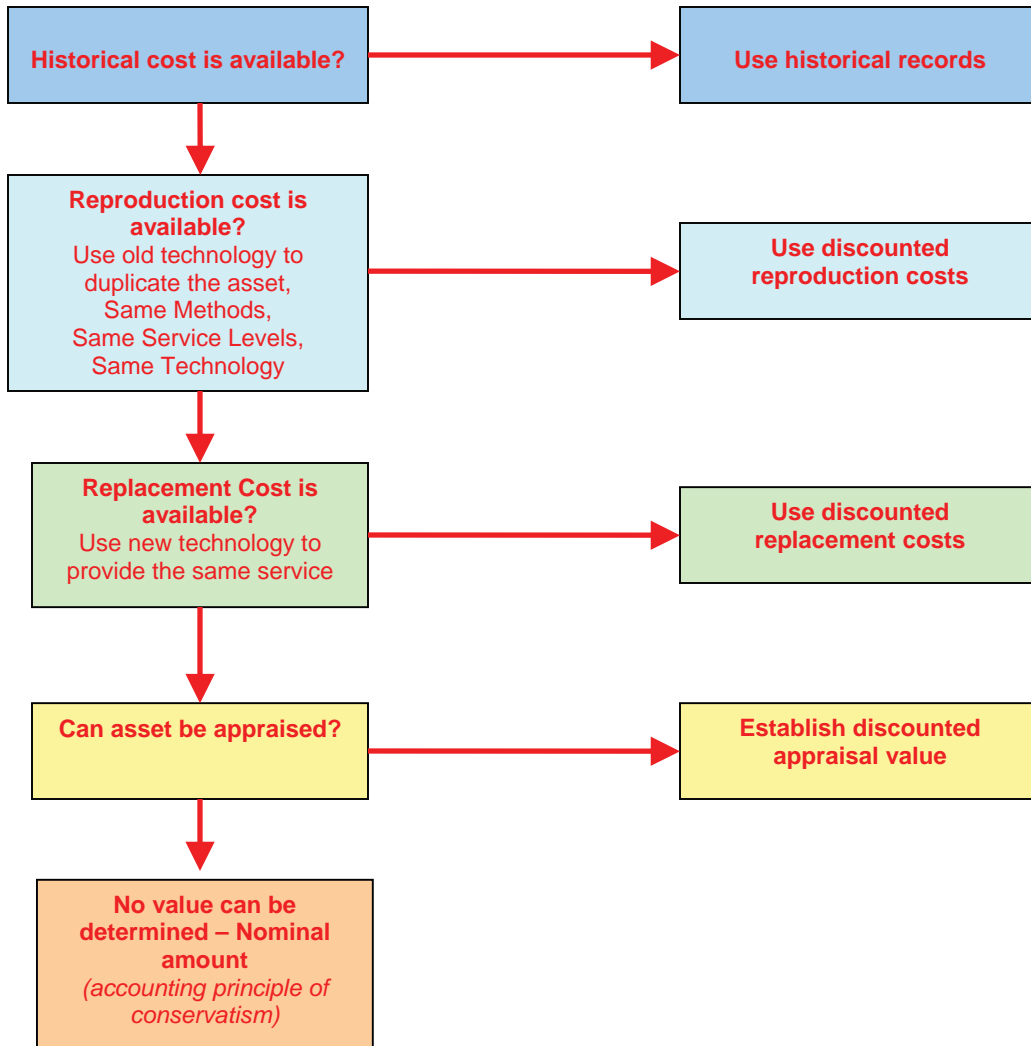 Historical cost is available?
Use historical records
Reproduction cost is
available?
Use old technology to
duplicate the asset,
Same Methods,
Same Service Levels,
Same Technology
Use discounted
reproduction costs
Replacement Cost is
available?
Use new technology to
provide the same service
Use discounted
replacement costs
Can asset be appraised?
Establish discounted
appraisal value
No value can be
determined – Nominal
amount
(accounting principle of
conservatism)